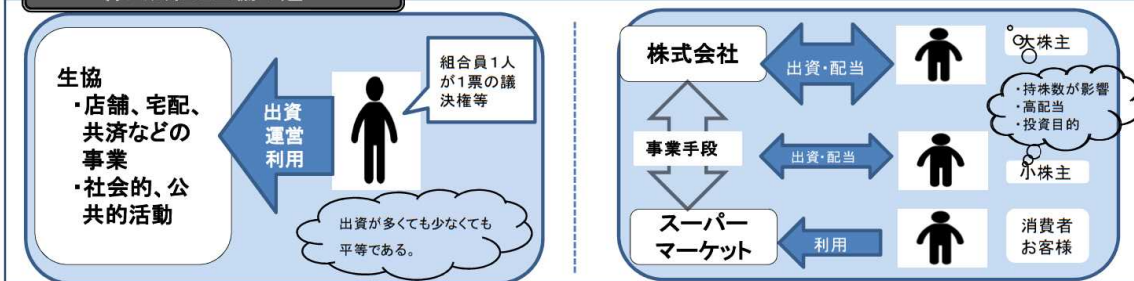 生協
・店舗、宅配、
共済などの
事業
・社会的、公
共的活動
出資
運営
利用
組合員1人
が1票の議
決権等
出資が多くても少なくても
平等である。
株式会社
出資・配当
大株主
・持株数が影響
・高配当
・投資目的
事業手段
出資・配当
小株主
スーパー
マーケット
利用
消費者
お客様